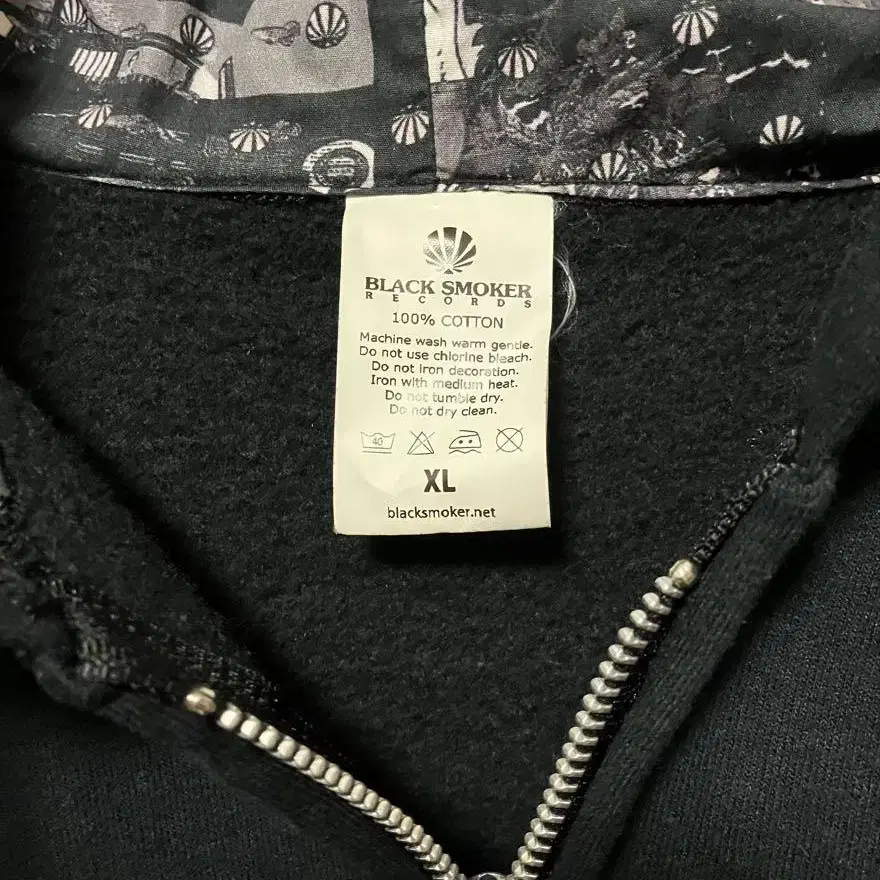 BLACK SMOKER
RECORDS
100% COTTON
Machine wash warm gentle.
Do not use chlorine bleach.
Do not iron decoration.
Iron with medium heat.
Do not tumble dry.
Do not dry clean.
40
XL
blacksmoker.net